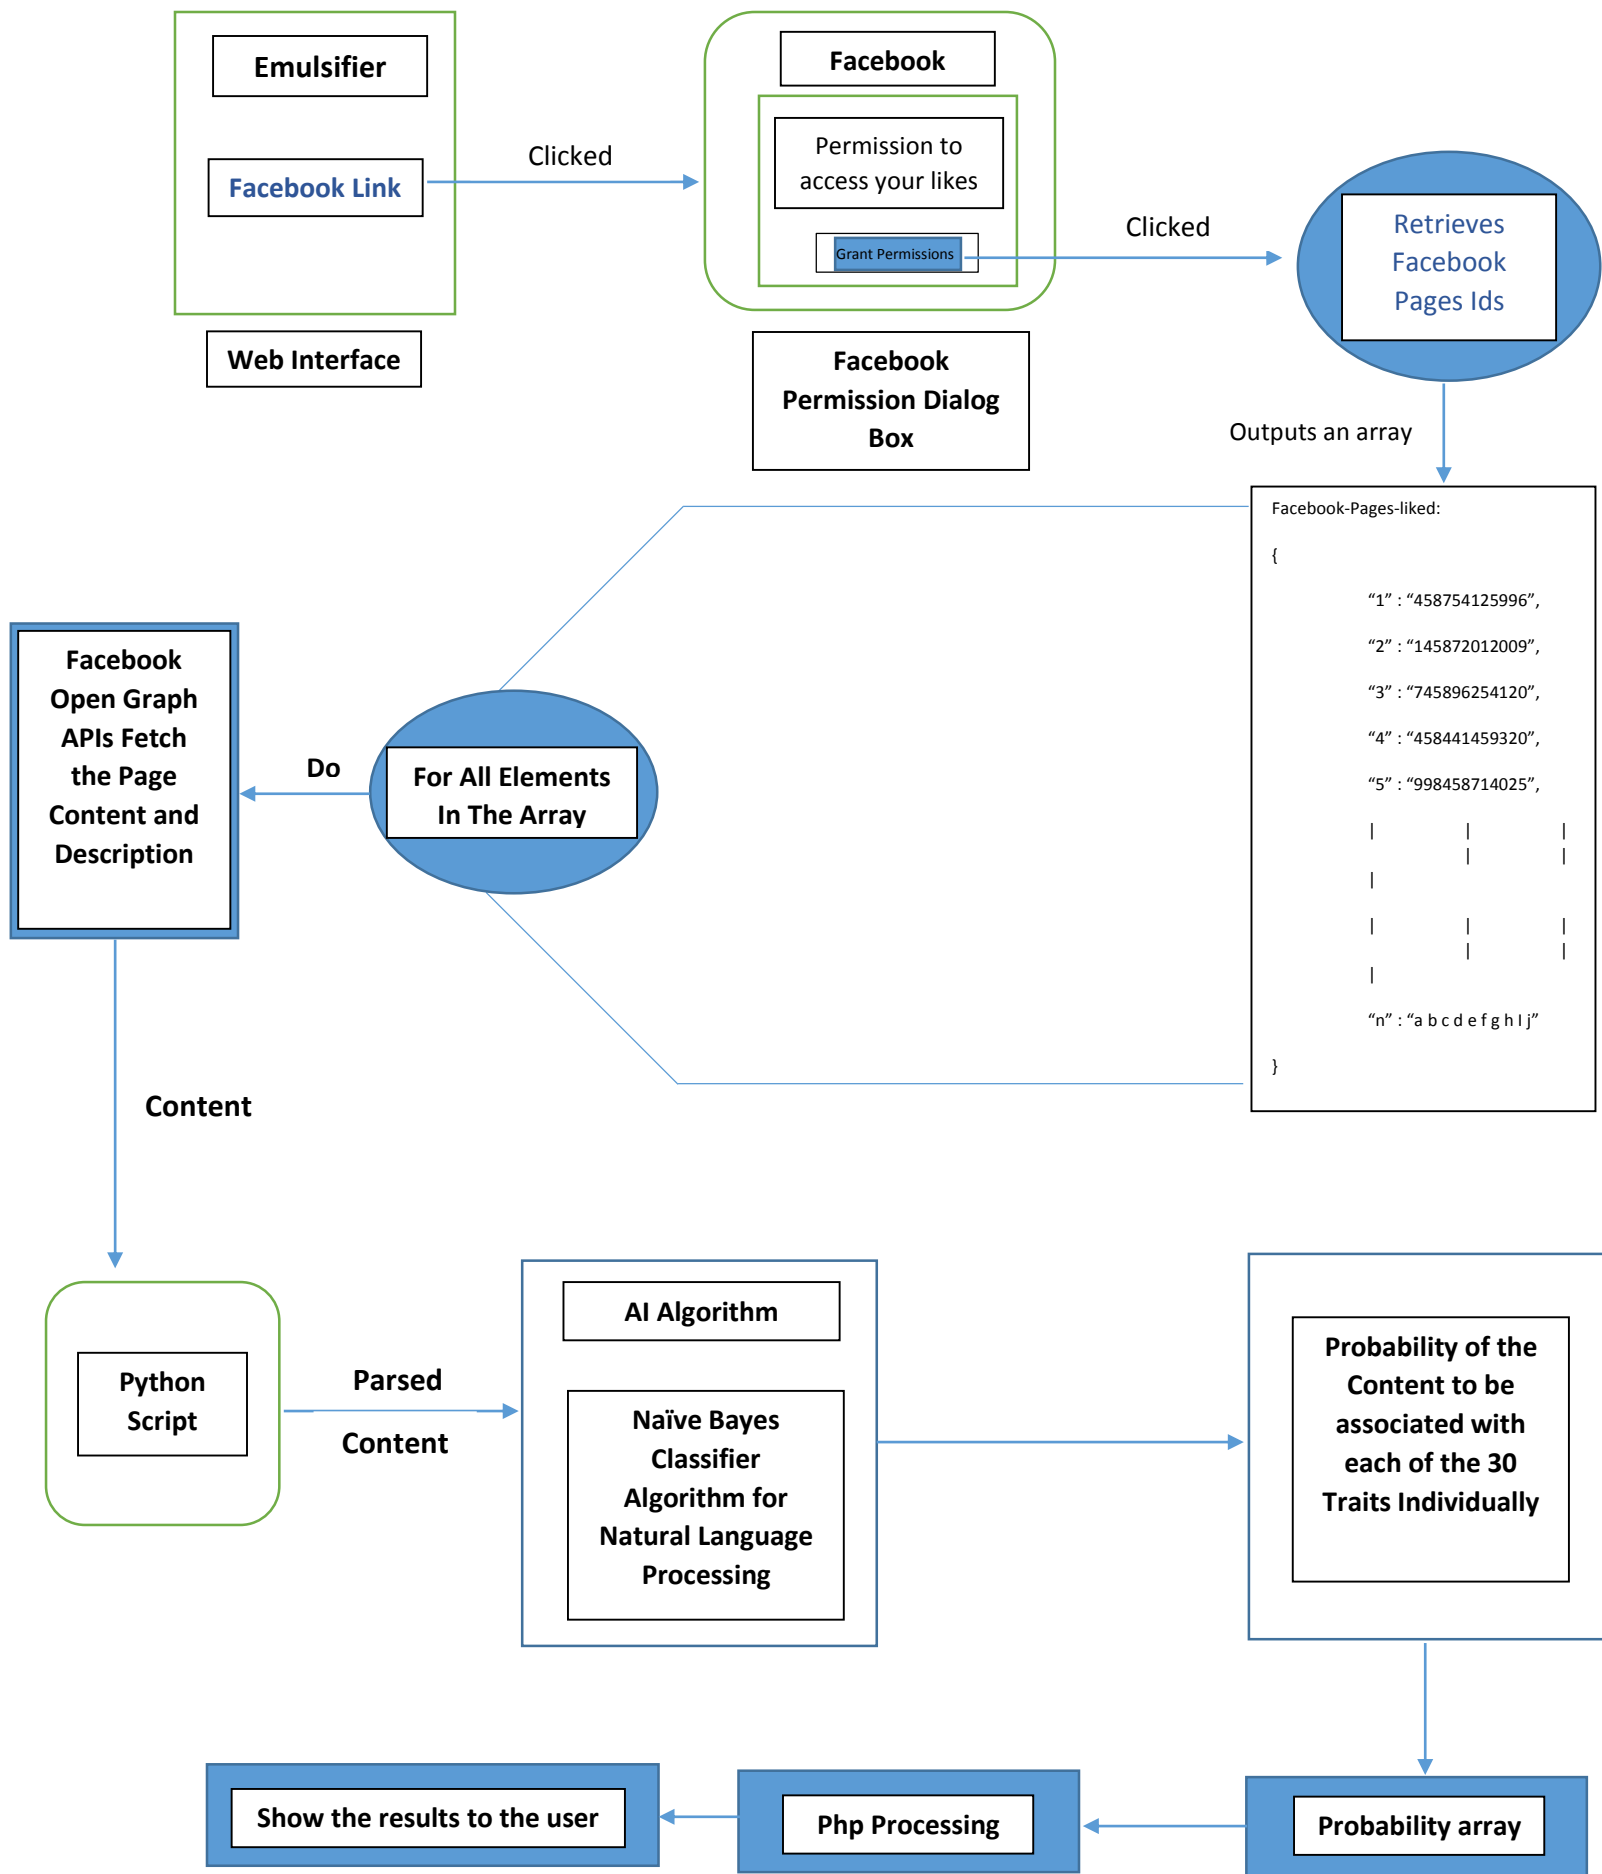 Emulsifier
Facebook Link
Web Interface
Clicked
Facebook
Permission to
access your likes
Grant Permissions
Facebook
Permission Dialog
Box
Clicked
Retrieves
Facebook
Pages Ids
Outputs an array
Facebook-Pages-liked:
{
“1” : “458754125996”,
“2” : “145872012009”,
“3” : “745896254120”,
“4” : “458441459320”,
“5” : “998458714025”,
| | |
| |
|
| | |
| |
|
“n” : “a b c d e f g h I j”
}
For All Elements
In The Array
Do
Facebook
Open Graph
APIs Fetch
the Page
Content and
Description
Content
Python
Script
Parsed
Content
AI Algorithm
Naïve Bayes
Classifier
Algorithm for
Natural Language
Processing
Probability of the
Content to be
associated with
each of the 30
Traits Individually
Probability array
Php Processing
Show the results to the user